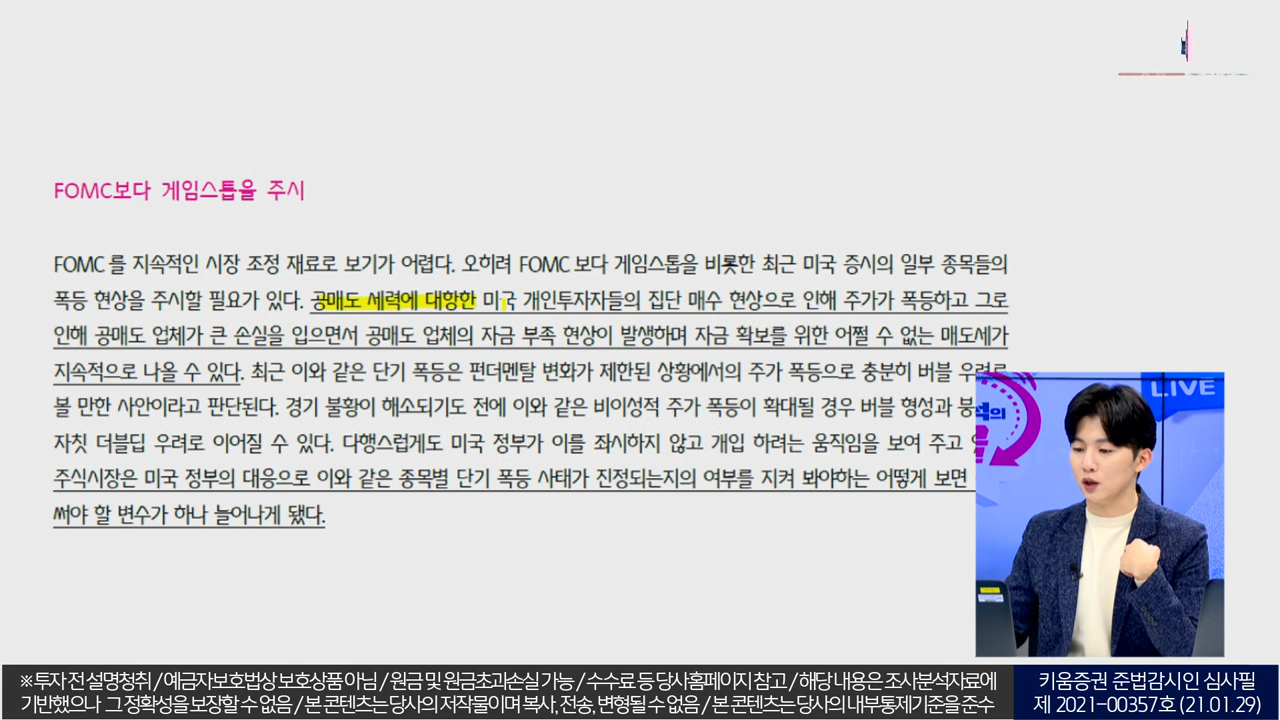 FOMC보다 게임스톱을 주시
FOMC를 지속적인 시장 조정 재료로 보기가 어렵다. 오히려 FOMC보다 게임스톱을 비롯한 최근 미국 증시의 일부 종목들의
폭등 현상을 주시할 필요가 있다. 공매도 세력에 대항한 미국 개인투자자들의 집단 매수 현상으로 인해 주가가 폭등하고 그로
인해 공매도 업체가 큰 손실을 입으면서 공매도 업체의 자금 부족 현상이 발생하며 자금 확보를 위한 어쩔 수 없는 매도세가
지속적으로 나올 수 있다. 최근 이와 같은 단기 폭등은 펀더멘탈 변화가 제한된 상황에서의 주가 폭등으로 충분히 버블 우려로
볼 만한 사안이라고 판단된다. 경기 불황이 해소되기도 전에 이와 같은 비이성적 주가 폭등이 확대될 경우 버블 형성과
자칫 더블딥 우려로 이어질 수 있다. 다행스럽게도 미국 정부가 이를 좌시하지 않고 개입 하려는 움직임을 보여 주고
주식시장은 미국 정부의 대응으로 이와 같은 종목별 단기 폭등 사태가 진정되는지의 여부를 지켜 봐야하는 어떻게 보면
써야 할 변수가 하나 늘어나게 됐다.
LIVE
※투자 전 설명청취 / 예금자보호법상 보호상품 아님 / 원금 및 원금초과손실 가능 / 수수료 등 당사홈페이지 참고 / 해당 내용은 조사분석자료에
기반했으나 그 정확성을 보장할 수 없음 / 본 콘텐츠는 당사의 저작물이며 복사, 전송, 변형될 수 없음 / 본 콘텐츠는 당사의 내부통제기준을 준수
키움증권 준법감시인 심사필
제 2021-00357호 (21.01.29)